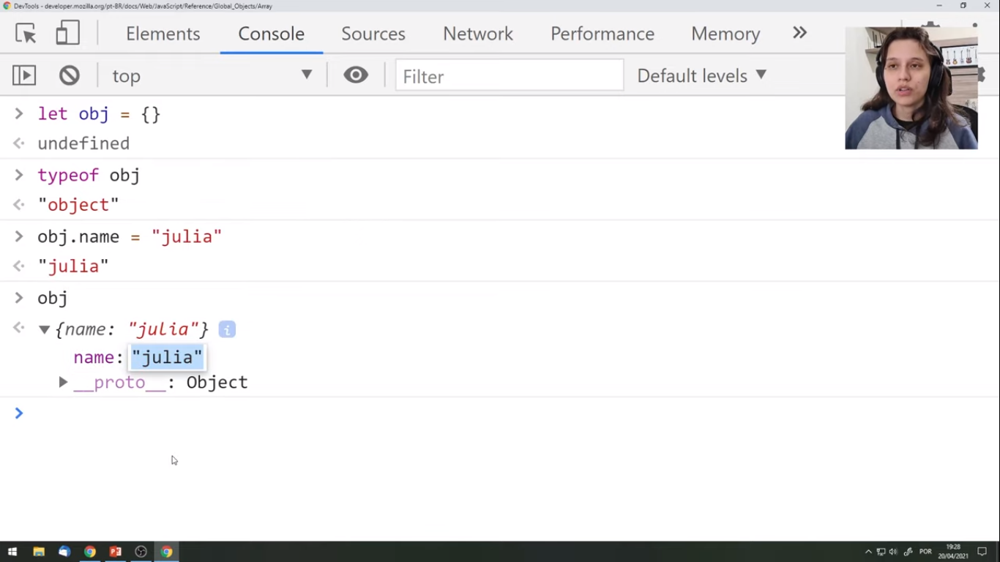 DevTools - developer.mozilla.org/pt-BR/docs/Web/JavaScript/Reference/Global_Objects/Array
Elements Console Sources Network Performance Memory »
top Filter Default levels
> let obj = {}
undefined
> typeof obj
"object"
> obj.name = "julia"
"julia"
> obj
{name: "julia"} i
name: "julia"
__proto__: Object
>
POR 19:28
20/04/2021